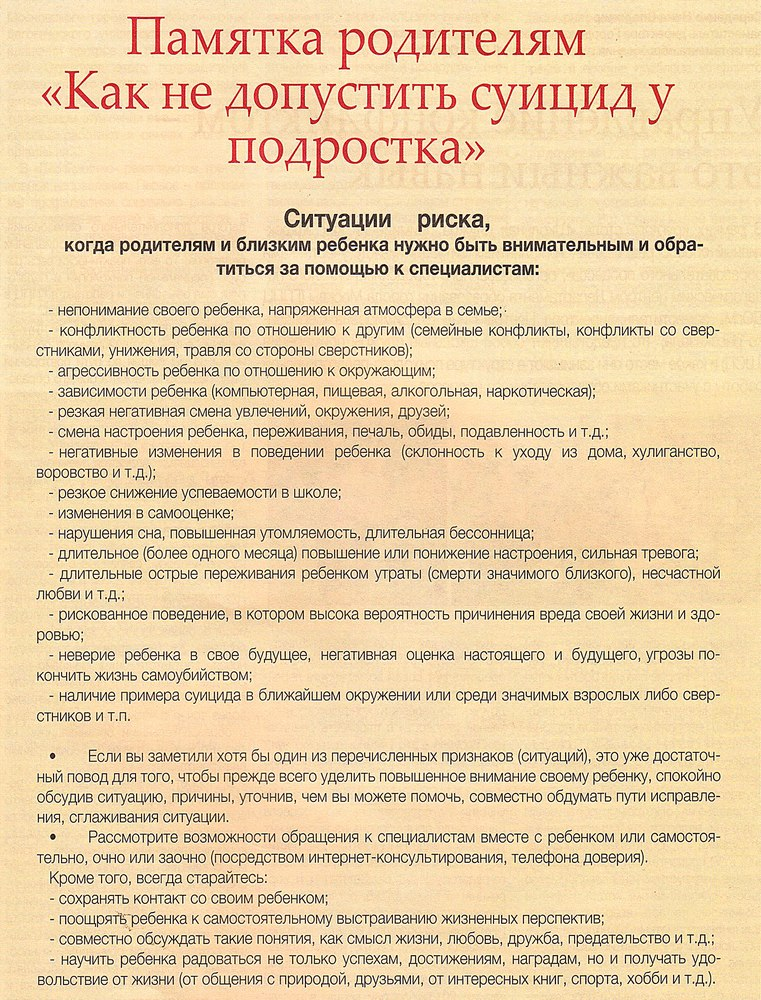 Памятка родителям
«Как не допустить суицид у
подростка»
Ситуации риска,
когда родителям и близким ребенка нужно быть внимательным и обра-
титься за помощью к специалистам:
- непонимание своего ребенка, напряженная атмосфера в семье;
- конфликтность ребенка по отношению к другим (семейные конфликты, конфликты со свер-
стниками, унижения, травля со стороны сверстников);
- агрессивность ребенка по отношению к окружающим;
- зависимости ребенка (компьютерная, пищевая, алкогольная, наркотическая);
- резкая негативная смена увлечений, окружения, друзей;
- смена настроения ребенка, переживания, печаль, обиды, подавленность и т.д.;
- негативные изменения в поведении ребенка (склонность к уходу из дома, хулиганство,
воровство и т.д.);
- резкое снижение успеваемости в школе;
- изменения в самооценке;
- нарушения сна, повышенная утомляемость, длительная бессонница;
- длительное (более одного месяца) повышение или понижение настроения, сильная тревога;
- длительные острые переживания ребенком утраты (смерти значимого близкого), несчастной
любви и т.д.;
- рискованное поведение, в котором высока вероятность причинения вреда своей жизни и здо-
ровью;
- неверие ребенка в свое будущее, негативная оценка настоящего и будущего, угрозы по-
кончить жизнь самоубийством;
- наличие примера суицида в ближайшем окружении или среди значимых взрослых либо свер-
стников и т.п.
• Если вы заметили хотя бы один из перечисленных признаков (ситуаций), это уже достаточ-
ный повод для того, чтобы прежде всего уделить повышенное внимание своему ребенку, спокойно
обсудив ситуацию, причины, уточнив, чем вы можете помочь, совместно обдумать пути исправле-
ния, сглаживания ситуации.
• Рассмотрите возможности обращения к специалистам вместе с ребенком или самостоя-
тельно, очно или заочно (посредством интернет-консультирования, телефона доверия).
Кроме того, всегда старайтесь:
- сохранять контакт со своим ребенком;
- поощрять ребенка к самостоятельному выстраиванию жизненных перспектив;
- совместно обсуждать такие понятия, как смысл жизни, любовь, дружба, предательство и т.д.;
- научить ребенка радоваться не только успехам, достижениям, наградам, но и получать удо-
вольствие от жизни (от общения с природой, друзьями, от интересных книг, спорта, хобби и т.д.).